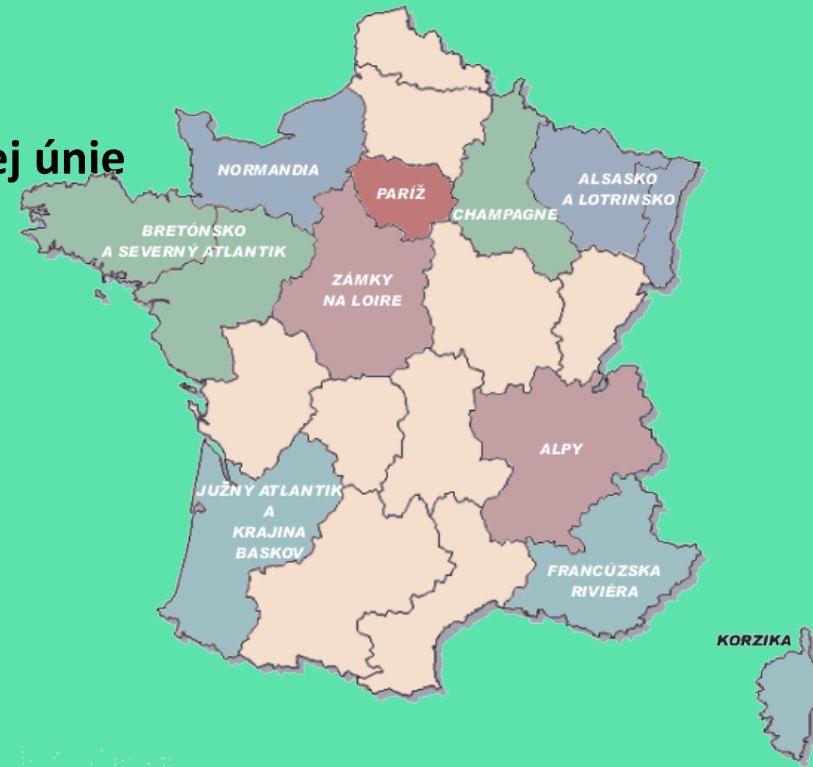 ej únie
NORMANDIA
PARÍŽ
ALSASKO
A LOTRINSKO
CHAMPAGNE
BRETÓNSKO
A SEVERNÝ ATLANTIK
ZÁMKY
NA LOIRE
ALPY
JUŽNÝ ATLANTIK
A
KRAJINA
BASKOV
FRANCÚZSKA
RIVIÉRA
KORZIKA